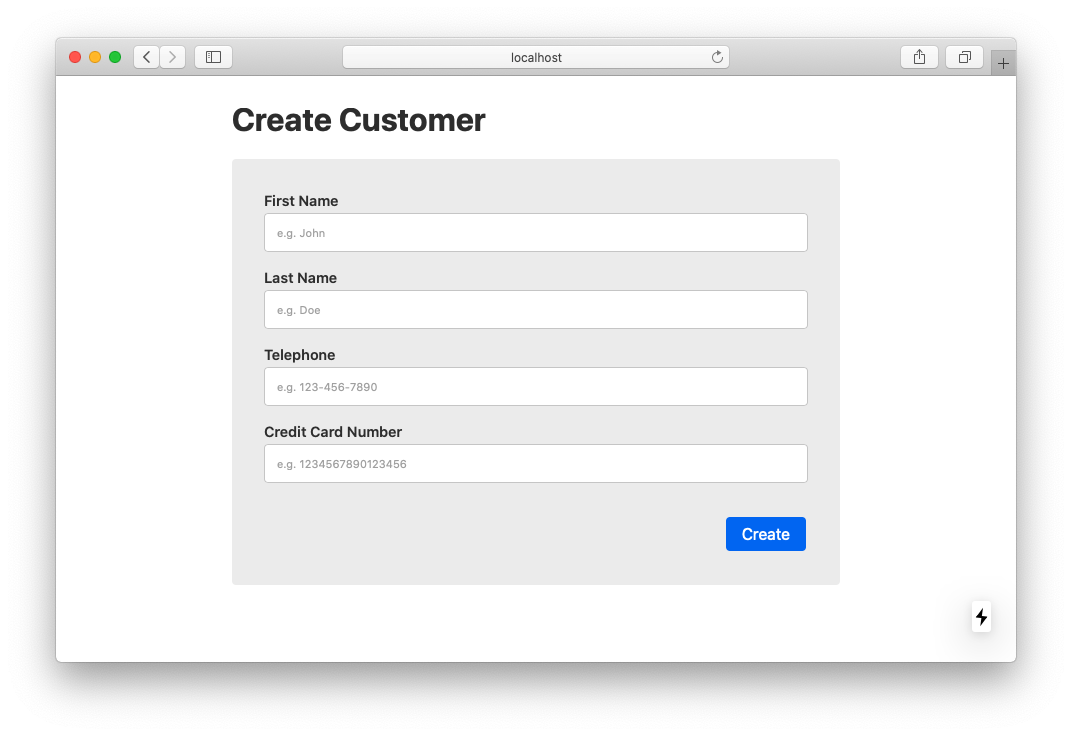 localhost
Create Customer
First Name
e.g. John
Last Name
e.g. Doe
Telephone
e.g. 123-456-7890
Credit Card Number
e.g. 1234567890123456
Create